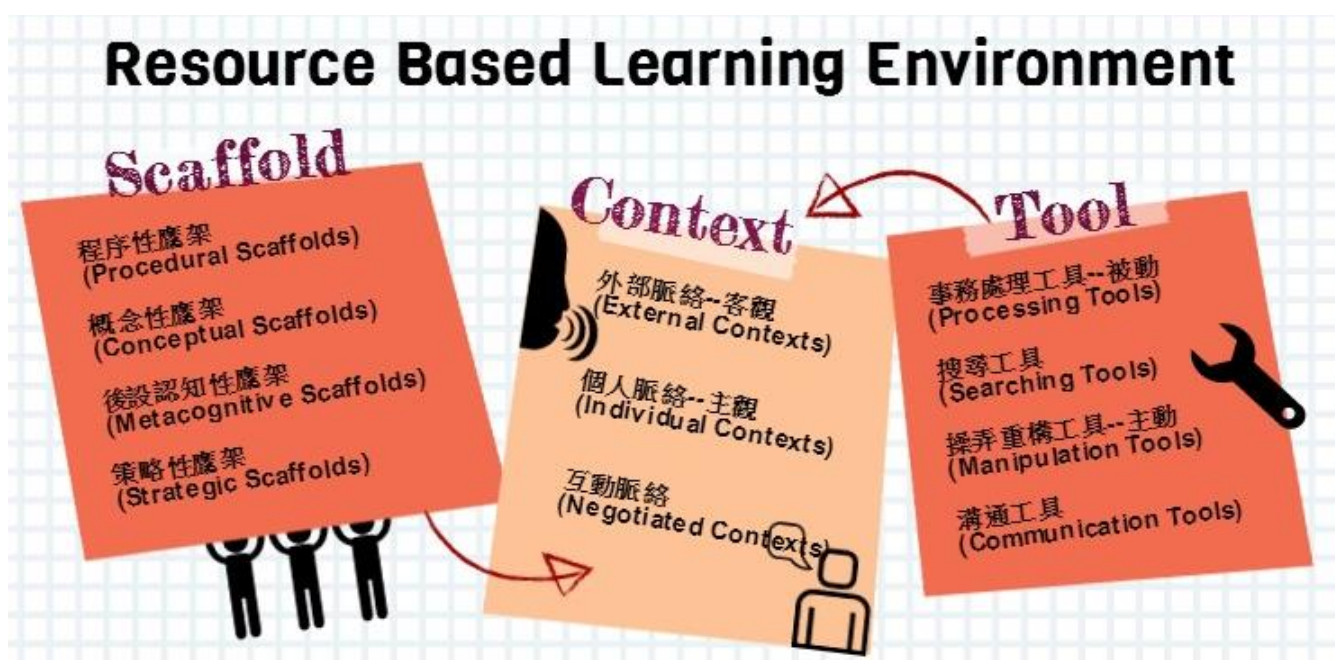 Resource Based Learning Environment
Scaffold
程序性鷹架
(Procedural Scaffolds)
概念性鷹架
(Conceptual Scaffolds)
後設認知性鷹架
(Metacognitive Scaffolds)
策略性鷹架
(Strategic Scaffolds)
Context
外部脈絡--客觀
(External Contexts)
個人脈絡--主觀
(Individual Contexts)
互動脈絡
(Negotiated Contexts)
Tool
事務處理工具--被動
(Processing Tools)
搜尋工具
(Searching Tools)
操弄重構工具--主動
(Manipulation Tools)
溝通工具
(Communication Tools)